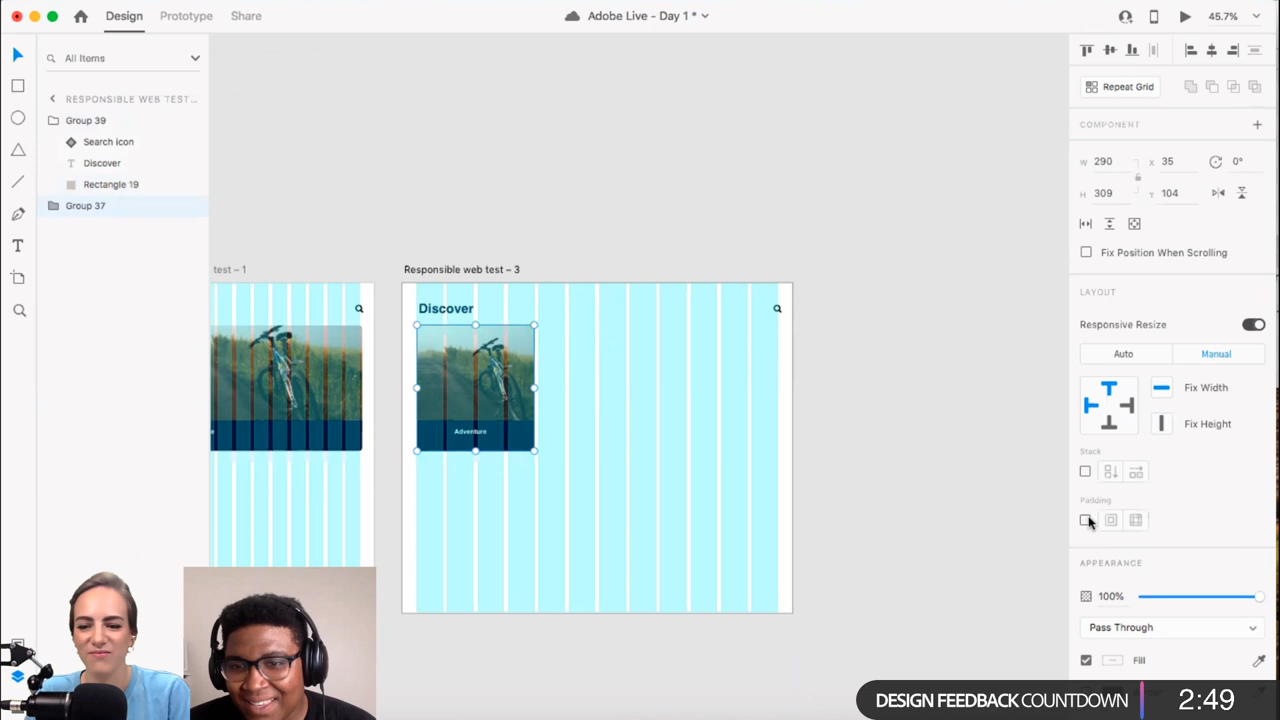 Design Prototype Share
Adobe Live - Day 1 *
45.7%
All Items
RESPONSIBLE WEB TEST...
Group 39
Search icon
Discover
Rectangle 19
Group 37
test – 1
Responsible web test – 3
Discover
Adventure
Repeat Grid
COMPONENT
W 290 X 35 0°
H 309 Y 104
Fix Position When Scrolling
LAYOUT
Responsive Resize
Auto Manual
Fix Width
Fix Height
Stack
Padding
APPEARANCE
100%
Pass Through
Fill
DESIGN FEEDBACK COUNTDOWN 2:49